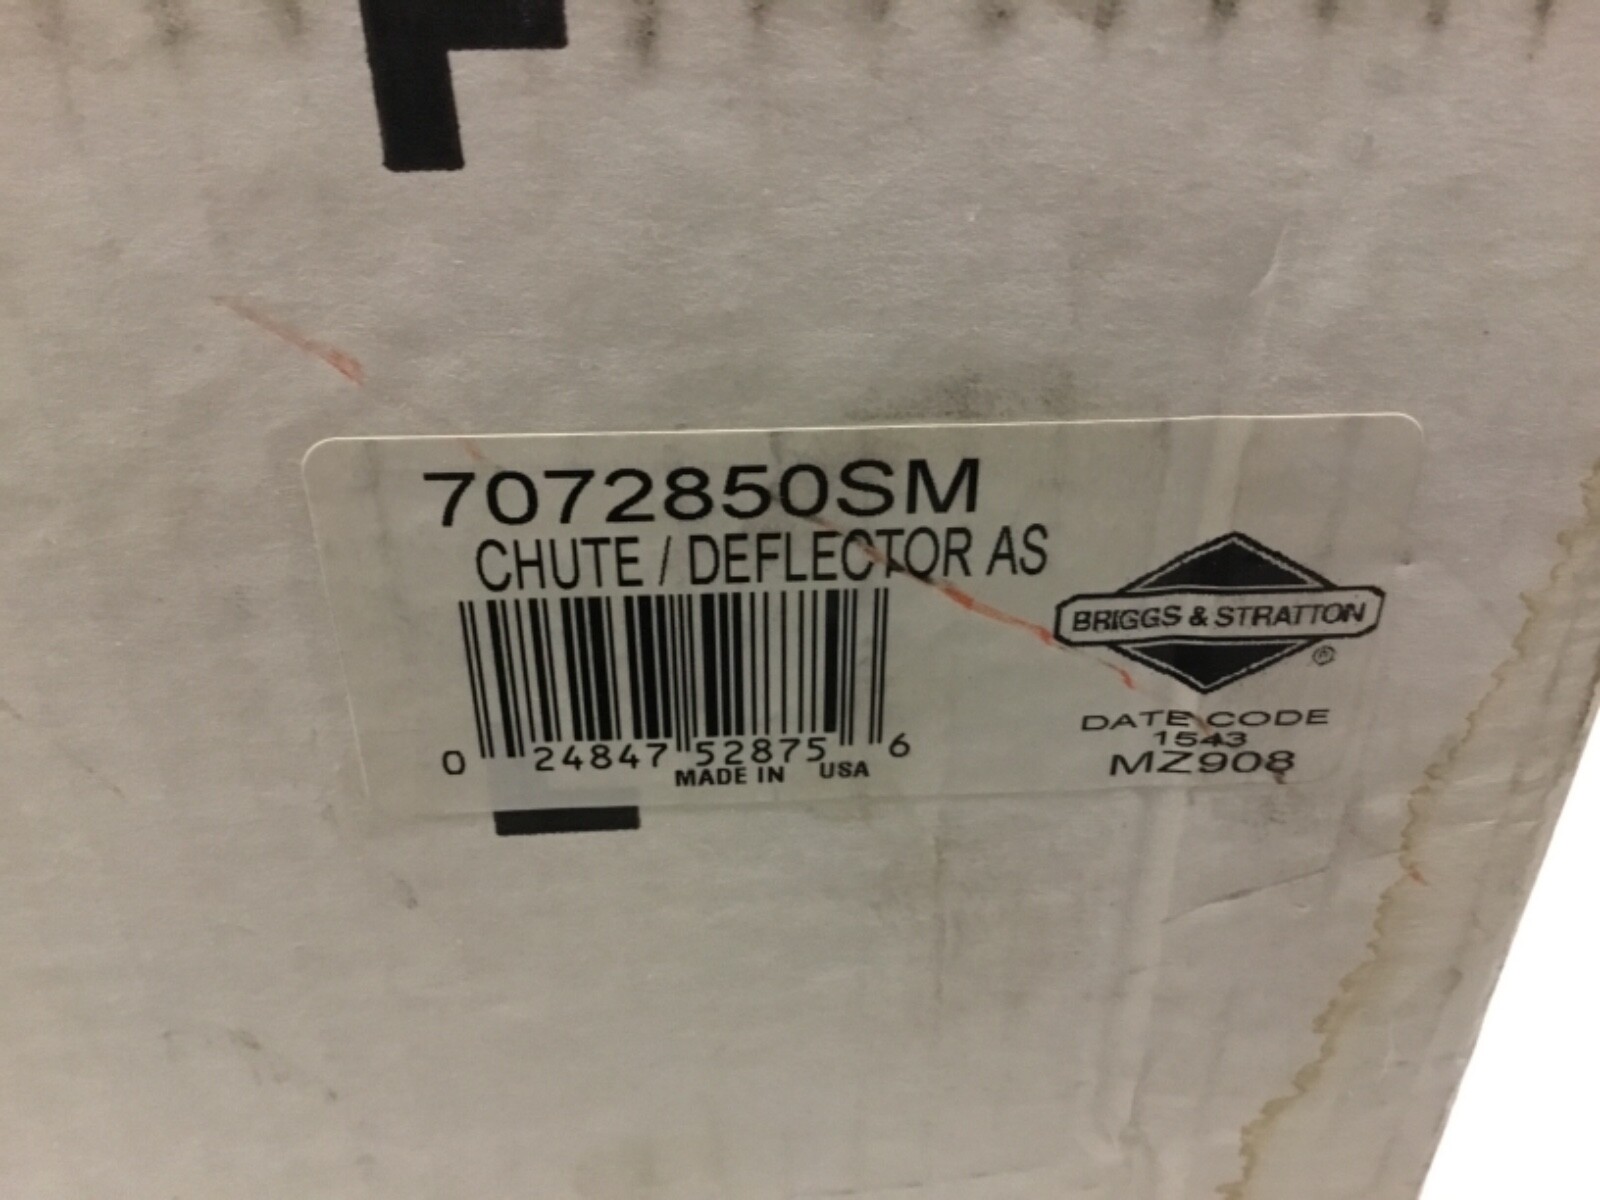 7072850SM
CHUTE / DEFLECTOR AS
BRIGGS & STRATTON
®
0 24847 52875 6
MADE IN USA
DATE CODE
1543
MZ908